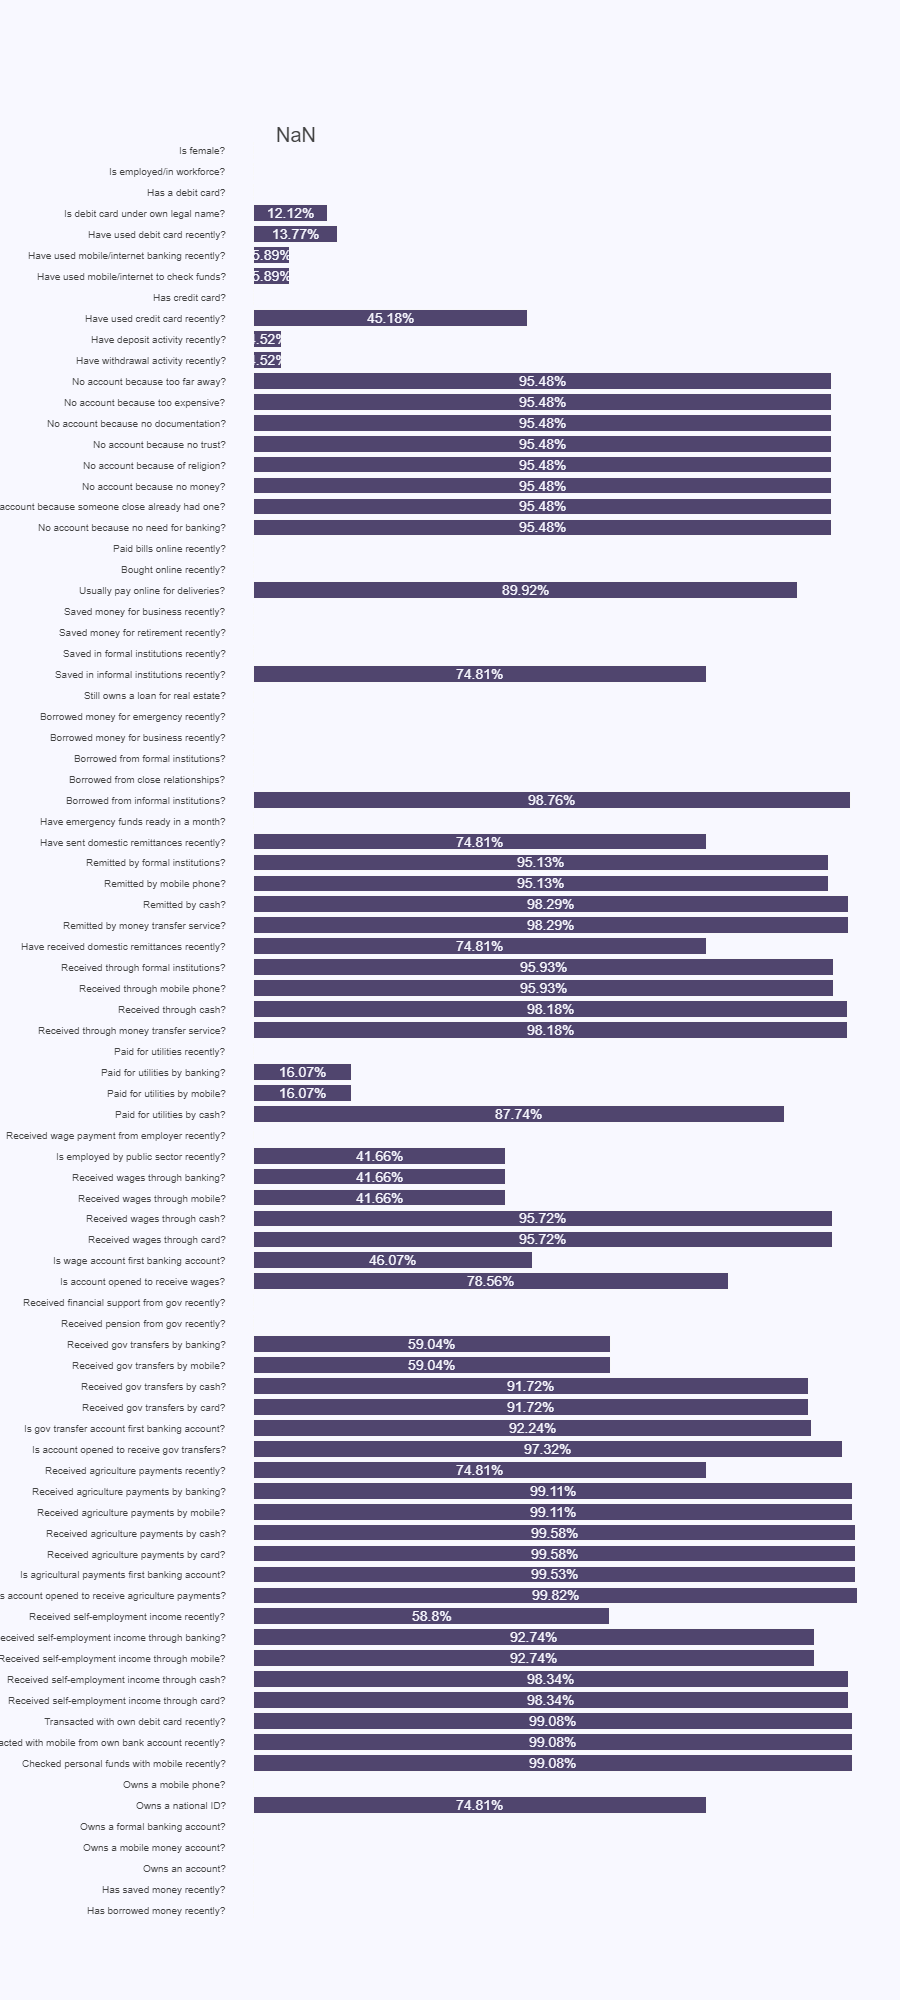 NaN
Is female?
Is employed/in workforce?
Has a debit card?
Is debit card under own legal name? 12.12%
Have used debit card recently? 13.77%
Have used mobile/internet banking recently? 5.89%
Have used mobile/internet to check funds? 5.89%
Has credit card?
Have used credit card recently? 45.18%
Have deposit activity recently? .52%
Have withdrawal activity recently? .52%
No account because too far away? 95.48%
No account because too expensive? 95.48%
No account because no documentation? 95.48%
No account because no trust? 95.48%
No account because of religion? 95.48%
No account because no money? 95.48%
account because someone close already had one? 95.48%
No account because no need for banking? 95.48%
Paid bills online recently?
Bought online recently?
Usually pay online for deliveries? 89.92%
Saved money for business recently?
Saved money for retirement recently?
Saved in formal institutions recently?
Saved in informal institutions recently? 74.81%
Still owns a loan for real estate?
Borrowed money for emergency recently?
Borrowed money for business recently?
Borrowed from formal institutions?
Borrowed from close relationships?
Borrowed from informal institutions? 98.76%
Have emergency funds ready in a month?
Have sent domestic remittances recently? 74.81%
Remitted by formal institutions? 95.13%
Remitted by mobile phone? 95.13%
Remitted by cash? 98.29%
Remitted by money transfer service? 98.29%
Have received domestic remittances recently? 74.81%
Received through formal institutions? 95.93%
Received through mobile phone? 95.93%
Received through cash? 98.18%
Received through money transfer service? 98.18%
Paid for utilities recently?
Paid for utilities by banking? 16.07%
Paid for utilities by mobile? 16.07%
Paid for utilities by cash? 87.74%
Received wage payment from employer recently?
Is employed by public sector recently? 41.66%
Received wages through banking? 41.66%
Received wages through mobile? 41.66%
Received wages through cash? 95.72%
Received wages through card? 95.72%
Is wage account first banking account? 46.07%
Is account opened to receive wages? 78.56%
Received financial support from gov recently?
Received pension from gov recently?
Received gov transfers by banking? 59.04%
Received gov transfers by mobile? 59.04%
Received gov transfers by cash? 91.72%
Received gov transfers by card? 91.72%
Is gov transfer account first banking account? 92.24%
Is account opened to receive gov transfers? 97.32%
Received agriculture payments recently? 74.81%
Received agriculture payments by banking? 99.11%
Received agriculture payments by mobile? 99.11%
Received agriculture payments by cash? 99.58%
Received agriculture payments by card? 99.58%
Is agricultural payments first banking account? 99.53%
s account opened to receive agriculture payments? 99.82%
Received self-employment income recently? 58.8%
eceived self-employment income through banking? 92.74%
Received self-employment income through mobile? 92.74%
Received self-employment income through cash? 98.34%
Received self-employment income through card? 98.34%
Transacted with own debit card recently? 99.08%
acted with mobile from own bank account recently? 99.08%
Checked personal funds with mobile recently? 99.08%
Owns a mobile phone?
Owns a national ID? 74.81%
Owns a formal banking account?
Owns a mobile money account?
Owns an account?
Has saved money recently?
Has borrowed money recently?